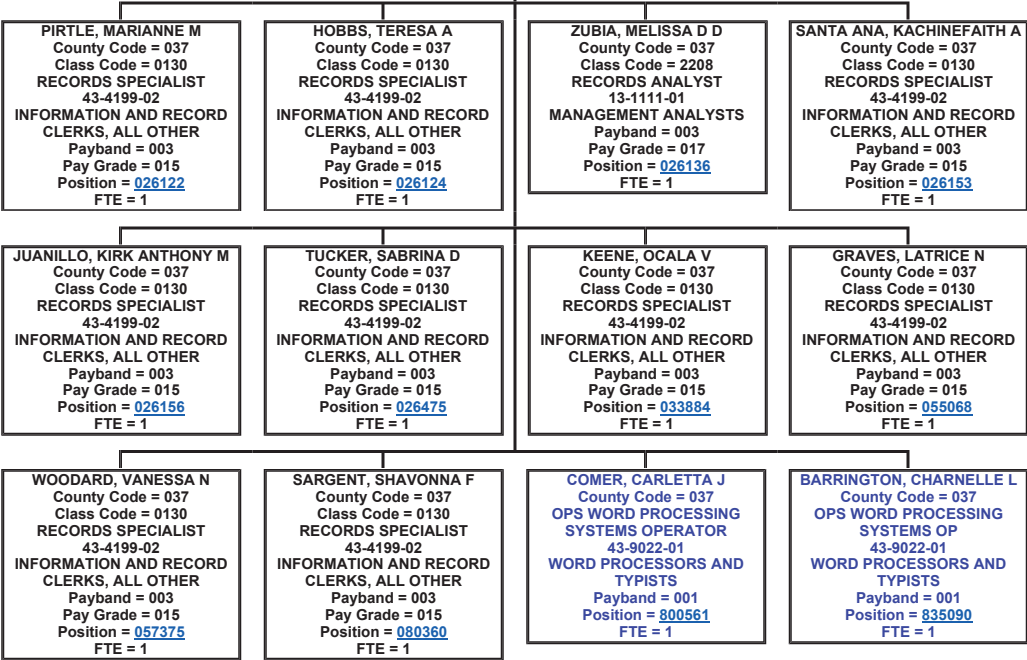 PIRTLE, MARIANNE M
County Code = 037
Class Code = 0130
RECORDS SPECIALIST
43-4199-02
INFORMATION AND RECORD
CLERKS, ALL OTHER
Payband = 003
Pay Grade = 015
Position = 026122
FTE = 1
HOBBS, TERESA A
County Code = 037
Class Code = 0130
RECORDS SPECIALIST
43-4199-02
INFORMATION AND RECORD
CLERKS, ALL OTHER
Payband = 003
Pay Grade = 015
Position = 026124
FTE = 1
ZUBIA, MELISSA D D
County Code = 037
Class Code = 2208
RECORDS ANALYST
13-1111-01
MANAGEMENT ANALYSTS
Payband = 003
Pay Grade = 017
Position = 026136
FTE = 1
SANTA ANA, KACHINEFAITH A
County Code = 037
Class Code = 0130
RECORDS SPECIALIST
43-4199-02
INFORMATION AND RECORD
CLERKS, ALL OTHER
Payband = 003
Pay Grade = 015
Position = 026153
FTE = 1
JUANILLO, KIRK ANTHONY M
County Code = 037
Class Code = 0130
RECORDS SPECIALIST
43-4199-02
INFORMATION AND RECORD
CLERKS, ALL OTHER
Payband = 003
Pay Grade = 015
Position = 026156
FTE = 1
TUCKER, SABRINA D
County Code = 037
Class Code = 0130
RECORDS SPECIALIST
43-4199-02
INFORMATION AND RECORD
CLERKS, ALL OTHER
Payband = 003
Pay Grade = 015
Position = 026475
FTE = 1
KEENE, OCALA V
County Code = 037
Class Code = 0130
RECORDS SPECIALIST
43-4199-02
INFORMATION AND RECORD
CLERKS, ALL OTHER
Payband = 003
Pay Grade = 015
Position = 033884
FTE = 1
GRAVES, LATRICE N
County Code = 037
Class Code = 0130
RECORDS SPECIALIST
43-4199-02
INFORMATION AND RECORD
CLERKS, ALL OTHER
Payband = 003
Pay Grade = 015
Position = 055068
FTE = 1
WOODARD, VANESSA N
County Code = 037
Class Code = 0130
RECORDS SPECIALIST
43-4199-02
INFORMATION AND RECORD
CLERKS, ALL OTHER
Payband = 003
Pay Grade = 015
Position = 057375
FTE = 1
SARGENT, SHAVONNA F
County Code = 037
Class Code = 0130
RECORDS SPECIALIST
43-4199-02
INFORMATION AND RECORD
CLERKS, ALL OTHER
Payband = 003
Pay Grade = 015
Position = 080360
FTE = 1
COMER, CARLETTA J
County Code = 037
OPS WORD PROCESSING
SYSTEMS OPERATOR
43-9022-01
WORD PROCESSORS AND
TYPISTS
Payband = 001
Position = 800561
FTE = 1
BARRINGTON, CHARNELLE L
County Code = 037
OPS WORD PROCESSING
SYSTEMS OP
43-9022-01
WORD PROCESSORS AND
TYPISTS
Payband = 001
Position = 835090
FTE = 1